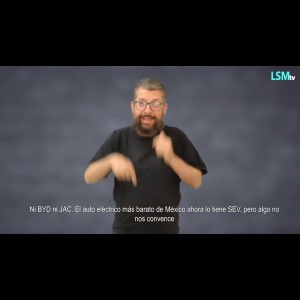 LSMtv
Ni BYD ni JAC. El auto eléctrico más barato de México ahora lo tiene SEV, pero algo no
nos convence